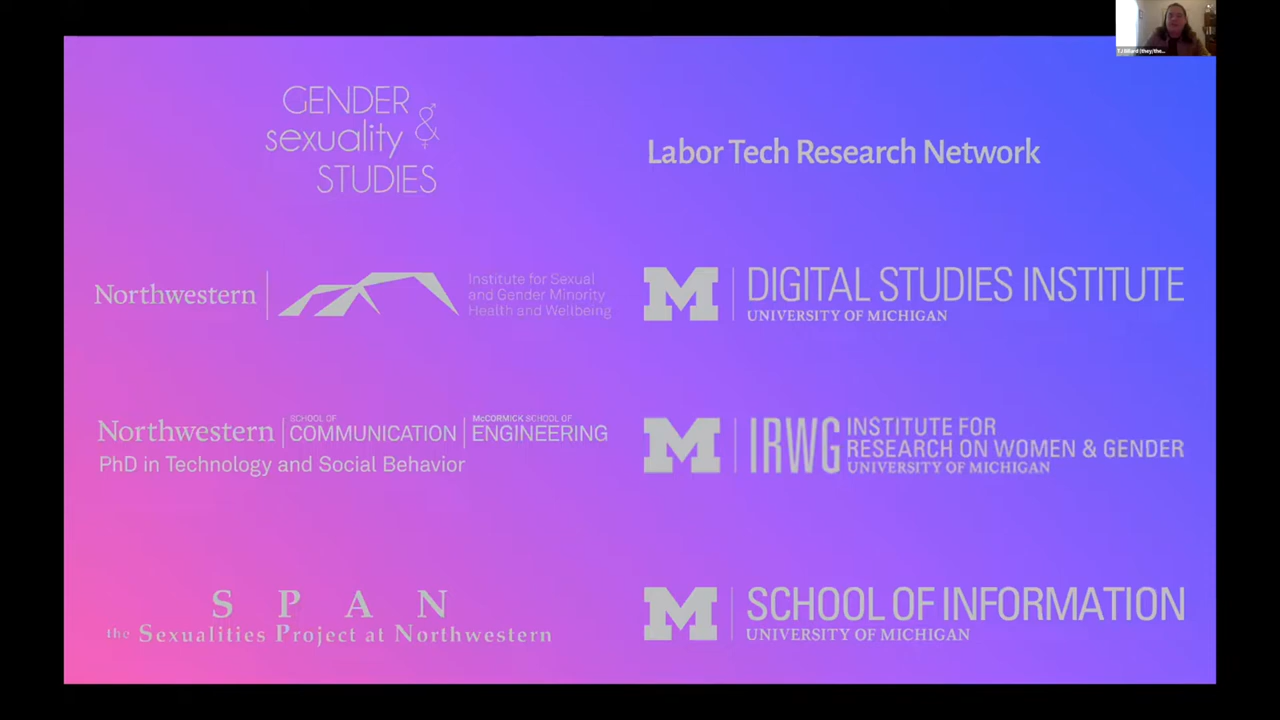 GENDER
sexuality &
STUDIES
Labor Tech Research Network
Northwestern
Institute for Sexual
and Gender Minority
Health and Wellbeing
M
DIGITAL STUDIES INSTITUTE
UNIVERSITY OF MICHIGAN
Northwestern
SCHOOL OF
COMMUNICATION
McCORMICK SCHOOL OF
ENGINEERING
PhD in Technology and Social Behavior
M
IRWG
INSTITUTE FOR
RESEARCH ON WOMEN & GENDER
UNIVERSITY OF MICHIGAN
SPAN
the Sexualities Project at Northwestern
M
SCHOOL OF INFORMATION
UNIVERSITY OF MICHIGAN